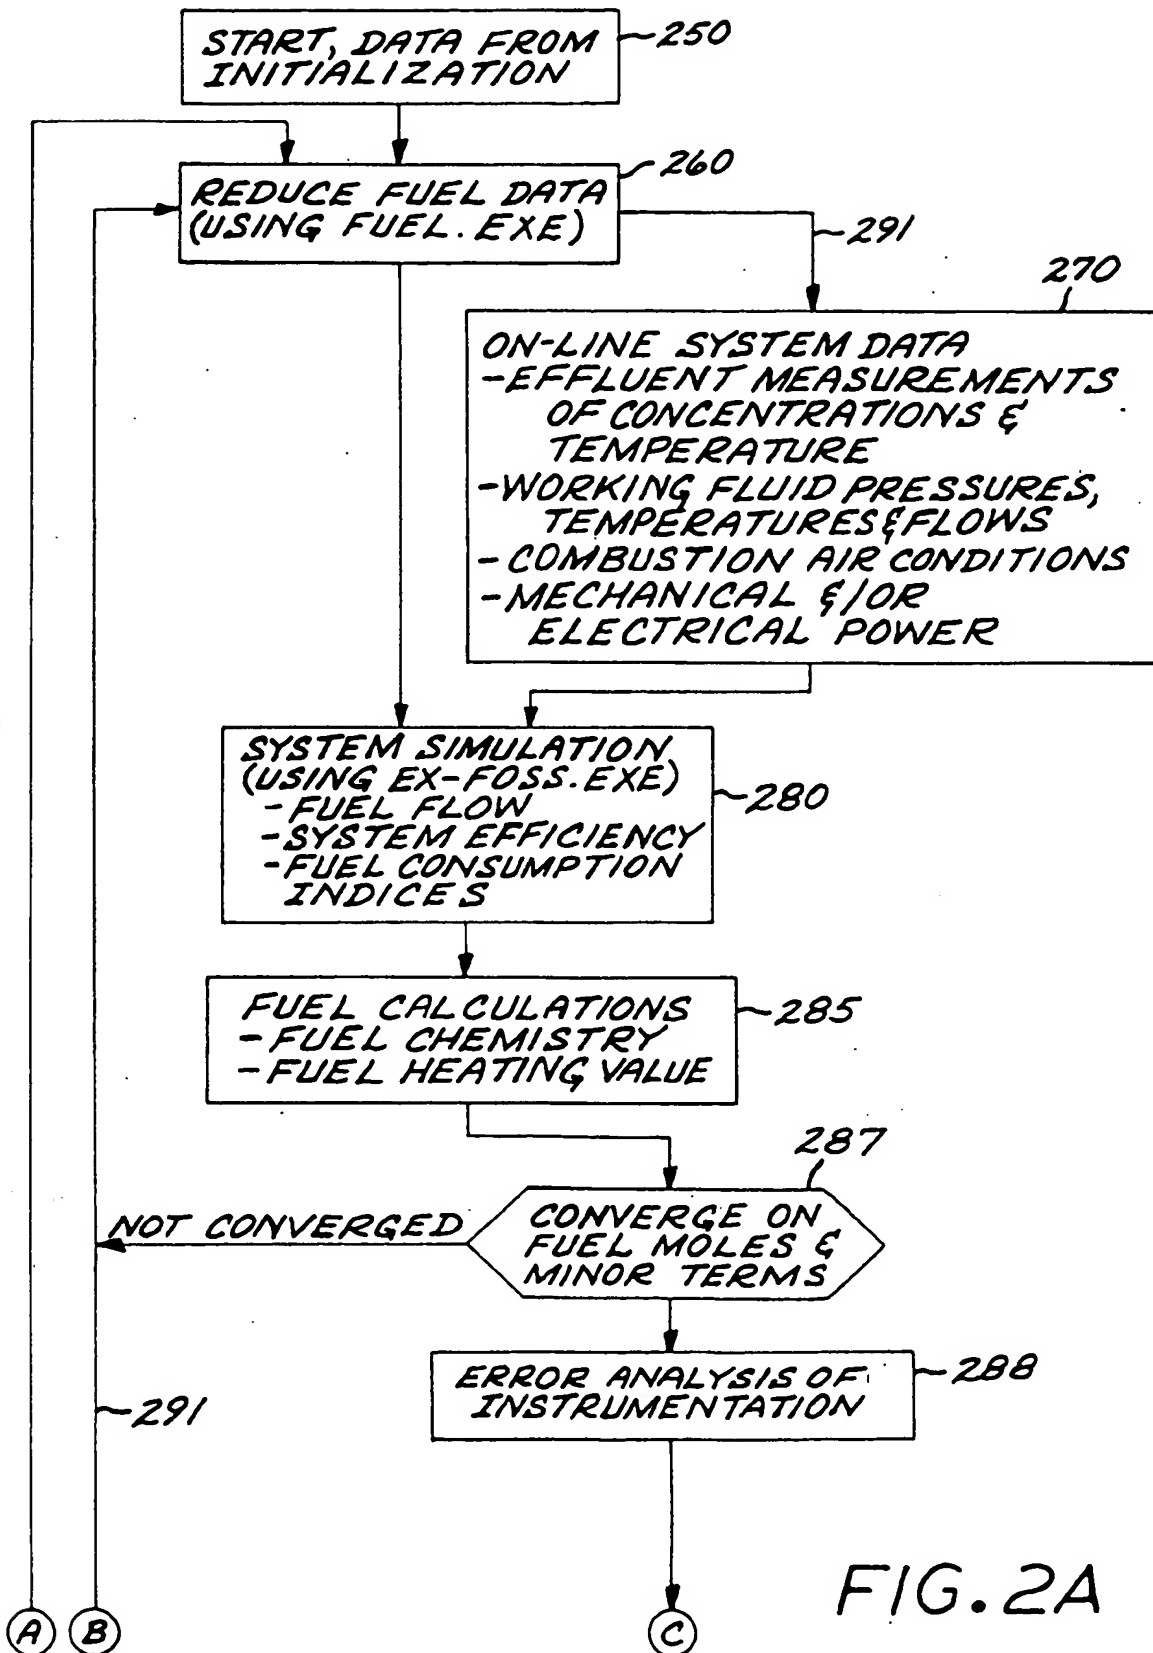 START, DATA FROM
INITIALIZATION
250
260
REDUCE FUEL DATA
(USING FUEL.EXE)
291
270
ON-LINE SYSTEM DATA
-EFFLUENT MEASUREMENTS
OF CONCENTRATIONS &
TEMPERATURE
-WORKING FLUID PRESSURES,
TEMPERATURES & FLOWS
-COMBUSTION AIR CONDITIONS
-MECHANICAL &/OR
ELECTRICAL POWER
SYSTEM SIMULATION
(USING EX-FOSS.EXE)
-FUEL FLOW
-SYSTEM EFFICIENCY
-FUEL CONSUMPTION
INDICES
280
FUEL CALCULATIONS
-FUEL CHEMISTRY
-FUEL HEATING VALUE
285
287
NOT CONVERGED
CONVERGE ON
FUEL MOLES &
MINOR TERMS
ERROR ANALYSIS OF
INSTRUMENTATION
288
291
A B C
FIG. 2A